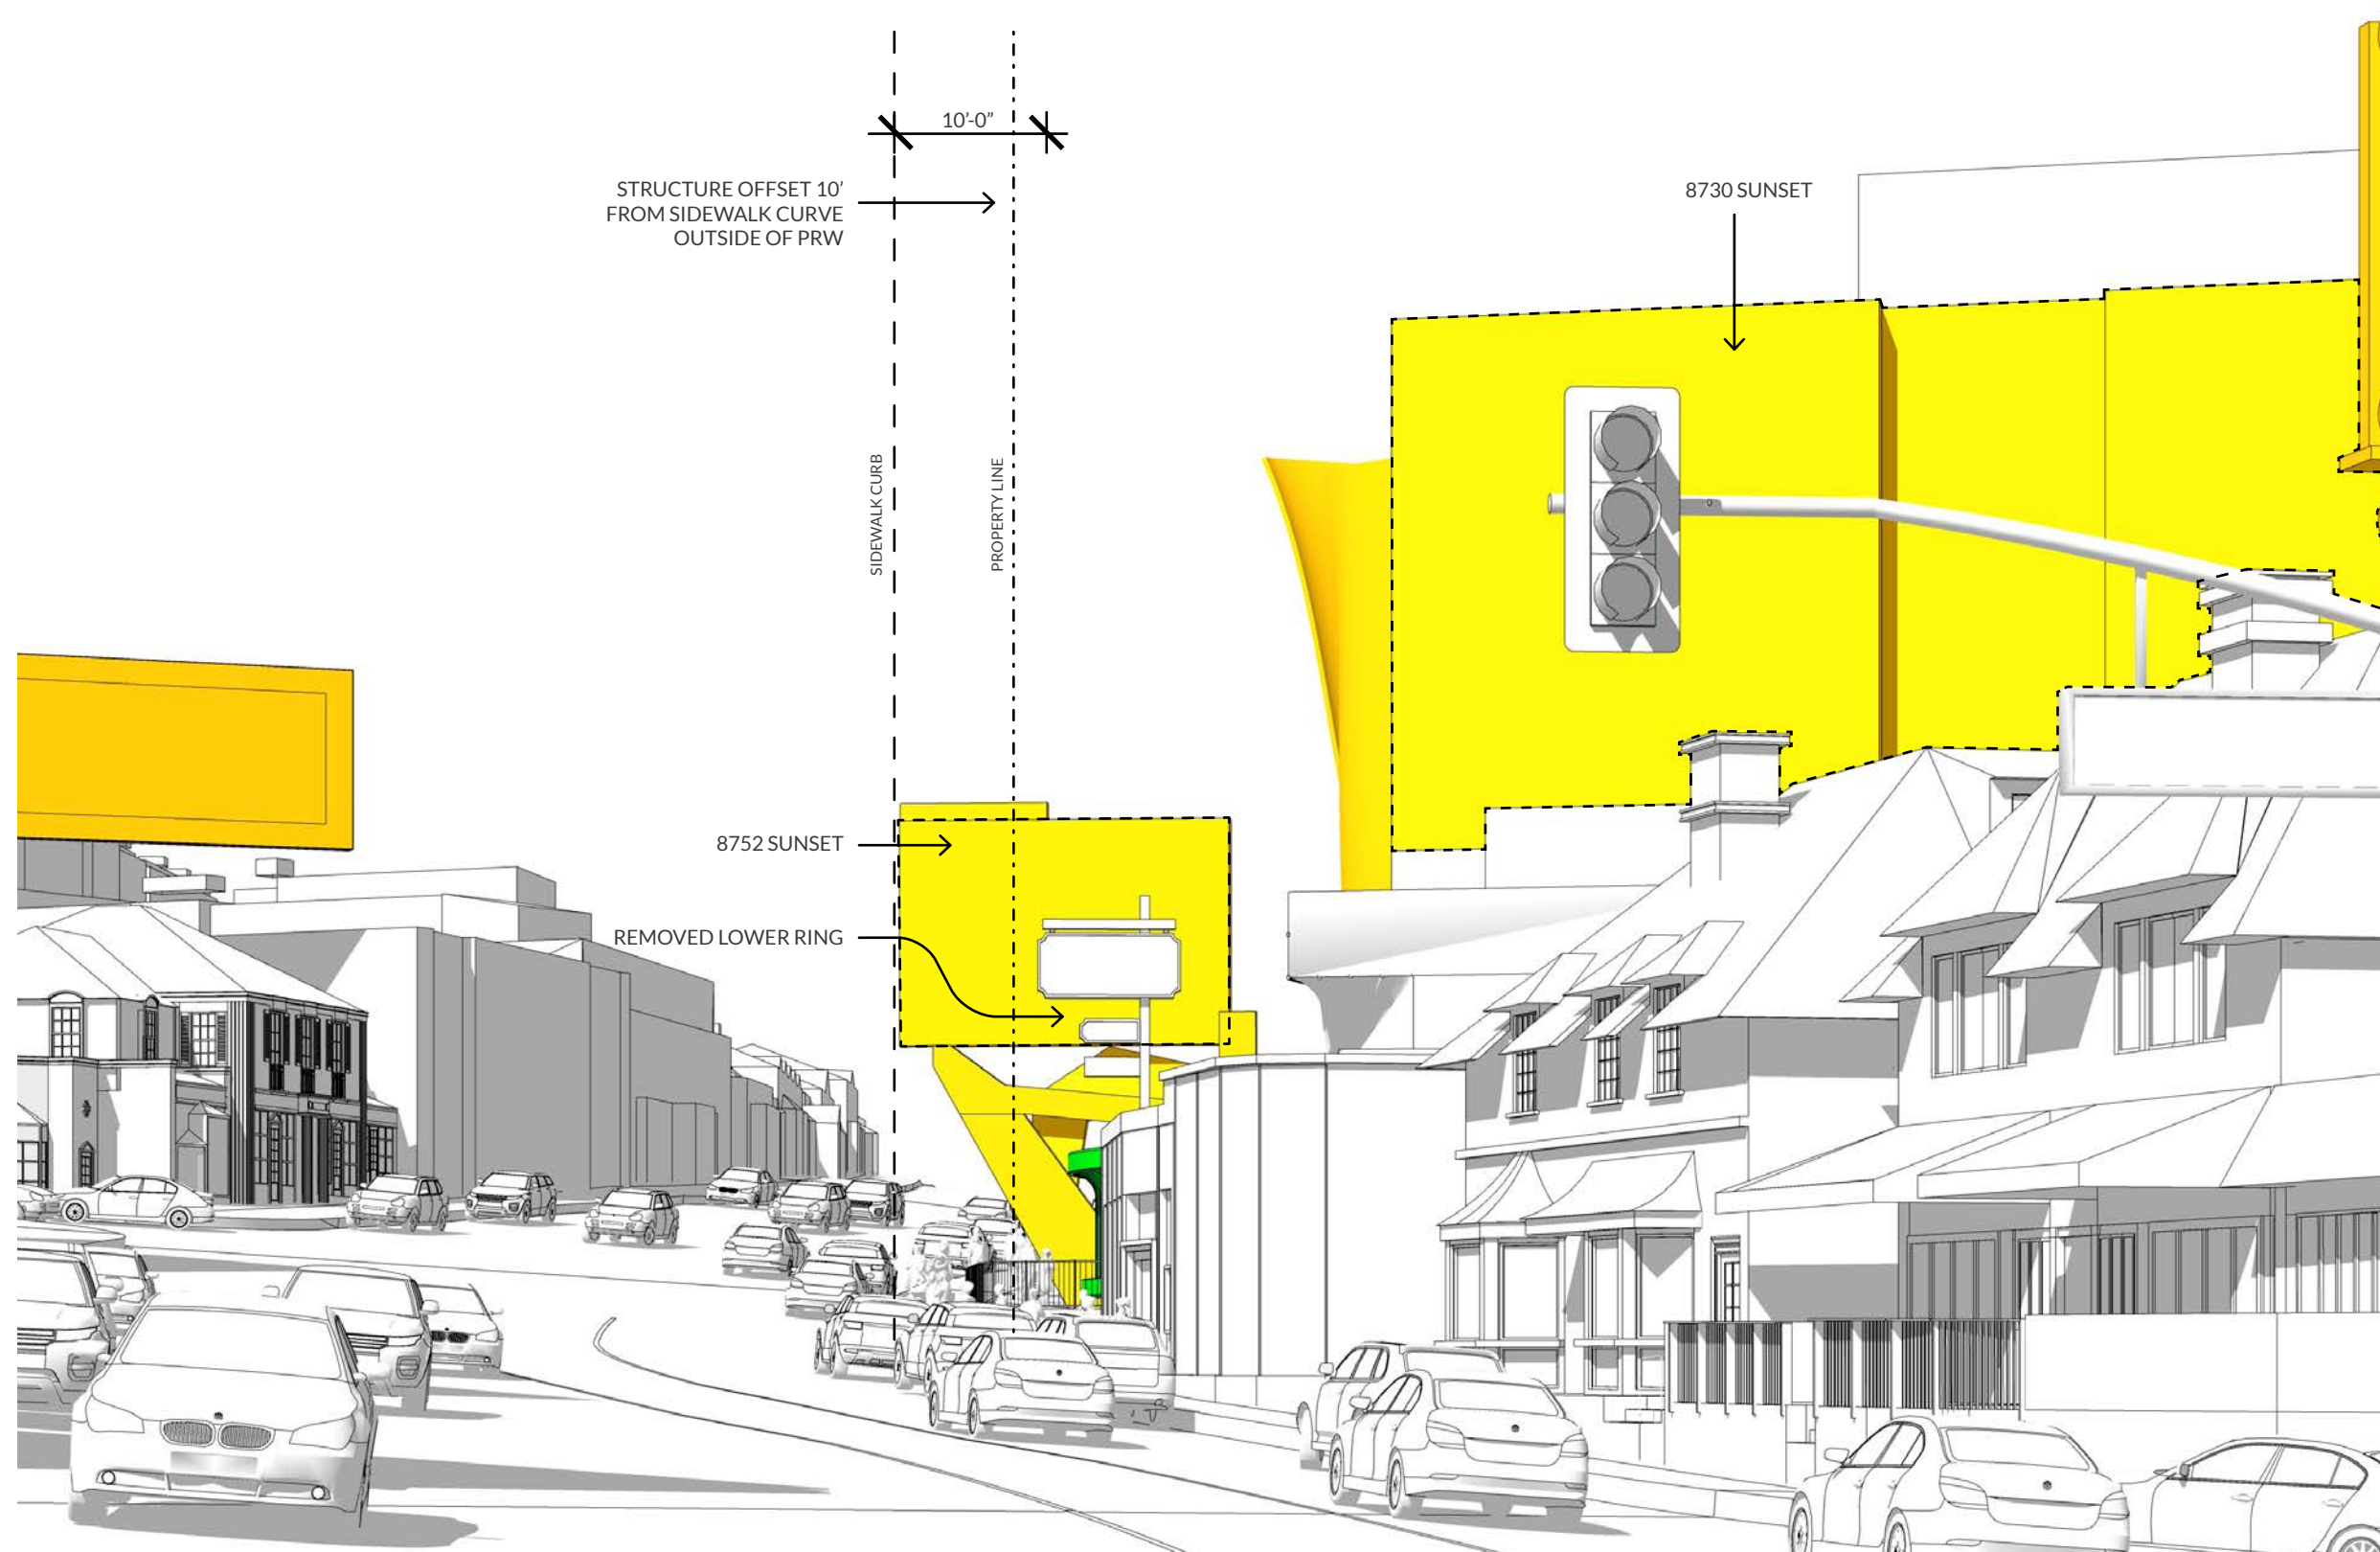 10'-0"
STRUCTURE OFFSET 10'
FROM SIDEWALK CURVE
OUTSIDE OF PRW
8730 SUNSET
SIDEWALK CURB
PROPERTY LINE
8752 SUNSET
REMOVED LOWER RING